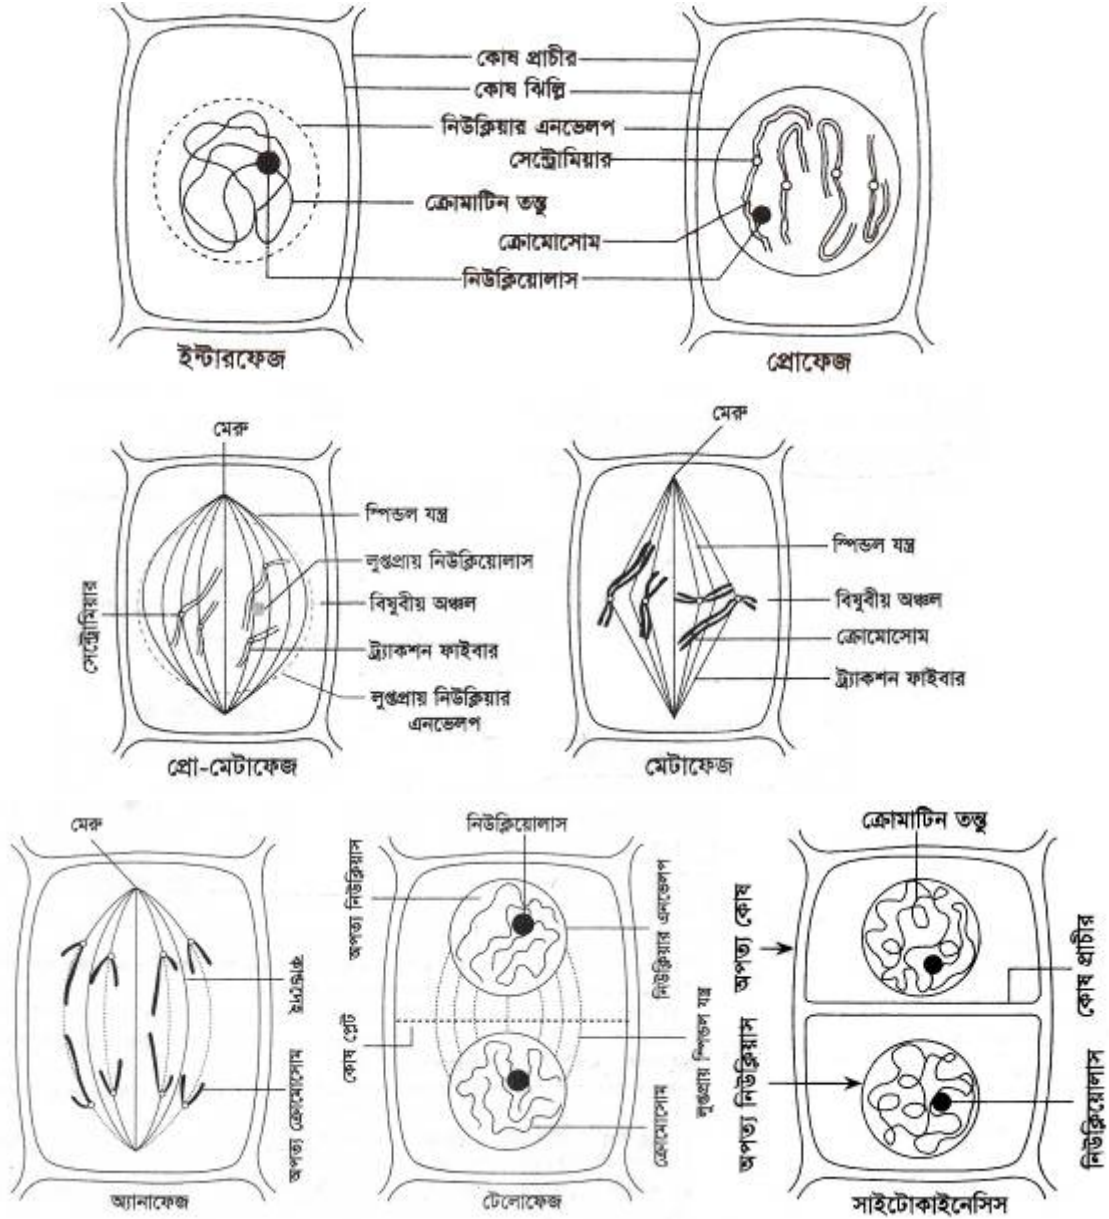 কোষ প্রাচীর
কোষ ঝিল্লি
নিউক্লিয়ার এনভেলপ
সেন্ট্রোমিয়ার
ক্রোমাটিন তন্তু
ক্রোমোসোম
নিউক্লিয়োলাস
ইন্টারফেজ
প্রোফেজ
মেরু
স্পিন্ডল যন্ত্র
লুপ্তপ্রায় নিউক্লিয়োলাস
সেন্ট্রোমিয়ার
বিষুবীয় অঞ্চল
ট্র্যাকশন ফাইবার
লুপ্তপ্রায় নিউক্লিয়ার
এনভেলপ
প্রো-মেটাফেজ
মেরু
স্পিন্ডল যন্ত্র
বিষুবীয় অঞ্চল
ক্রোমোসোম
ট্র্যাকশন ফাইবার
মেটাফেজ
মেরু
অপত্য ক্রোমোসোম
অ্যানাফেজ
নিউক্লিয়োলাস
অপত্য নিউক্লিয়াস
নিউক্লিয়ার এনভেলপ
কোষ প্লেট
লুপ্তপ্রায় স্পিন্ডল যন্ত্র
ক্রোমোসোম
টেলোফেজ
ক্রোমাটিন তন্তু
অপত্য কোষ
কোষ প্রাচীর
অপত্য নিউক্লিয়াস
নিউক্লিয়োলাস
সাইটোকাইনেসিস